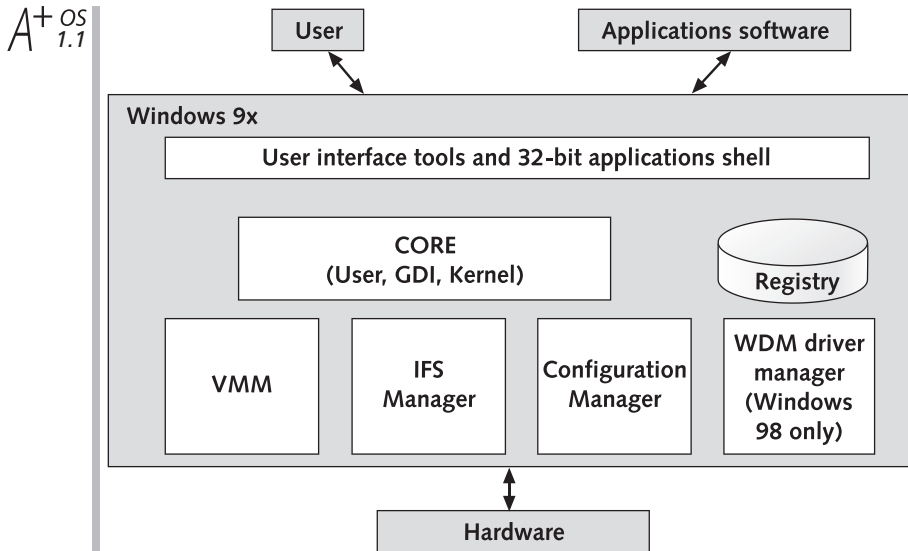 A+ OS
1.1
User
Applications software
Windows 9x
User interface tools and 32-bit applications shell
CORE
(User, GDI, Kernel)
Registry
VMM
IFS
Manager
Configuration
Manager
WDM driver
manager
(Windows
98 only)
Hardware